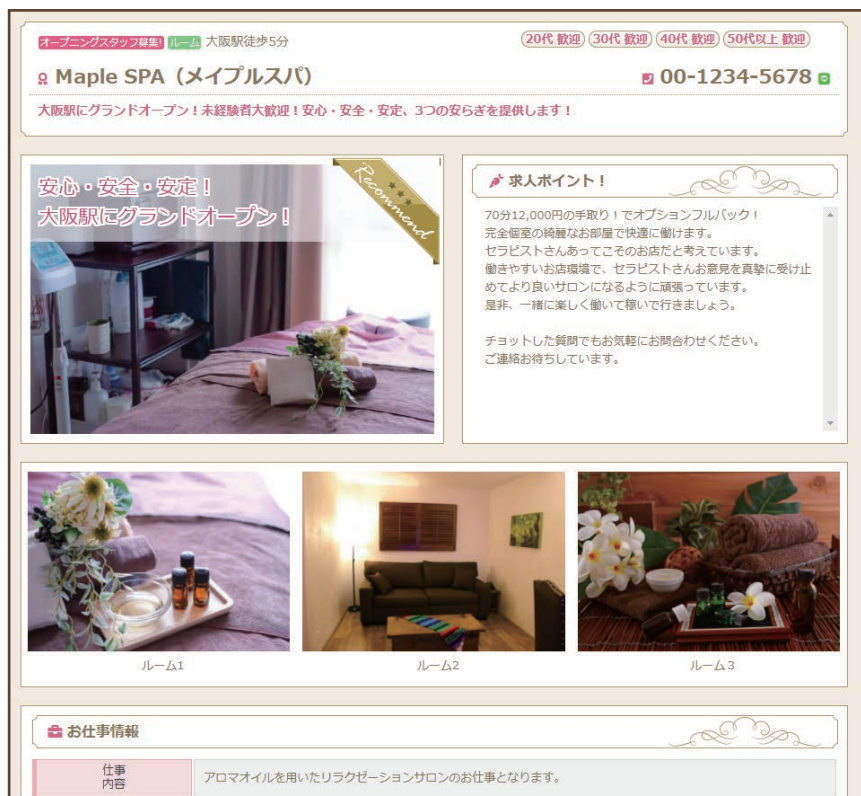 オープニングスタッフ募集! ルーム 大阪駅徒歩5分
20代 歓迎 30代 歓迎 40代 歓迎 50代以上 歓迎
Maple SPA（メイプルスパ）
00-1234-5678
大阪駅にグランドオープン！未経験者大歓迎！安心・安全・安定、3つの安らぎを提供します！
安心・安全・安定！
大阪駅にグランドオープン！
Recommend
求人ポイント！
70分12,000円の手取り！でオプションフルバック！
完全個室の綺麗なお部屋で快適に働けます。
セラピストさんあってこそのお店だと考えています。
働きやすいお店環境で、セラピストさんお意見を真摯に受け止
めてより良いサロンになるように頑張っています。
是非、一緒に楽しく働いて稼いで行きましょう。
チョットした質問でもお気軽にお問合わせください。
ご連絡お待ちしています。
ルーム1
ルーム2
ルーム３
お仕事情報
仕事
内容
アロマオイルを用いたリラクゼーションサロンのお仕事となります。